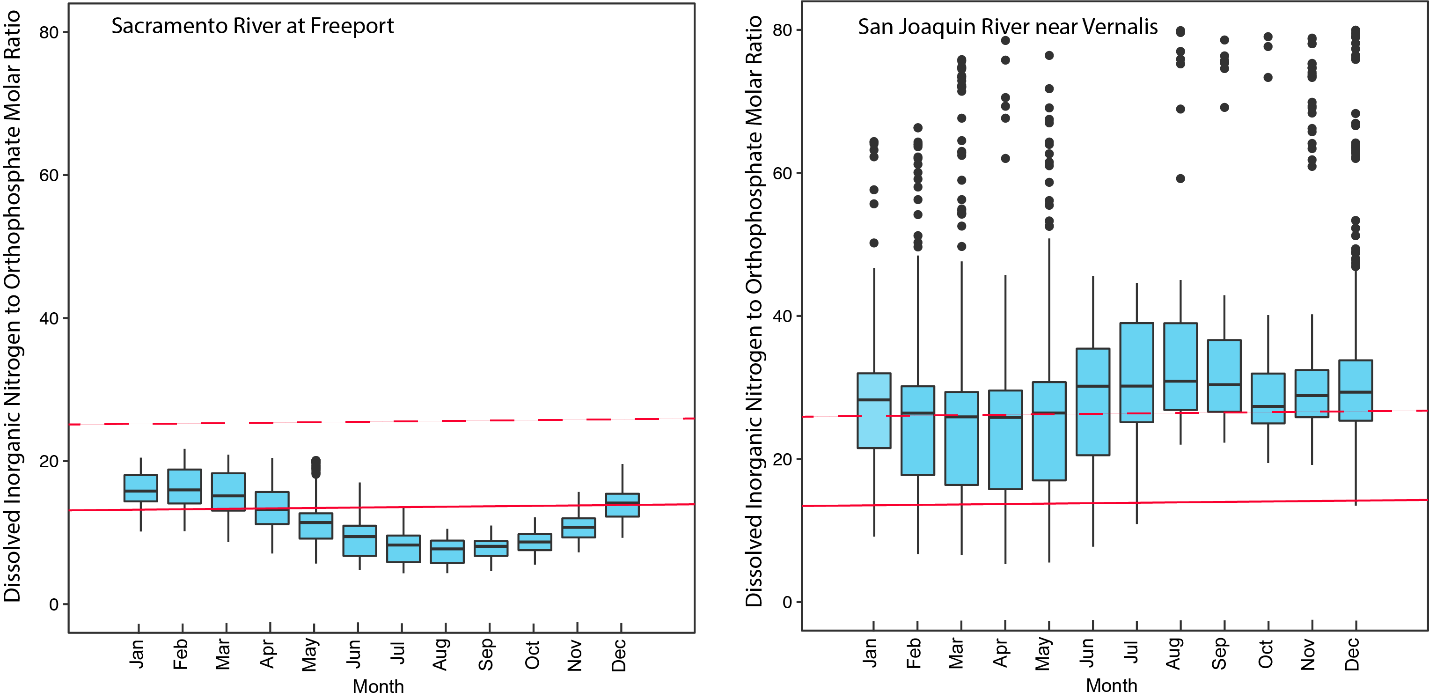 Sacramento River at Freeport
Dissolved Inorganic Nitrogen to Orthophosphate Molar Ratio
80
60
40
20
0
Jan Feb Mar Apr May Jun Jul Aug Sep Oct Nov Dec
Month
San Joaquin River near Vernalis
Dissolved Inorganic Nitrogen to Orthophosphate Molar Ratio
80
60
40
20
0
Jan Feb Mar Apr May Jun Jul Aug Sep Oct Nov Dec
Month